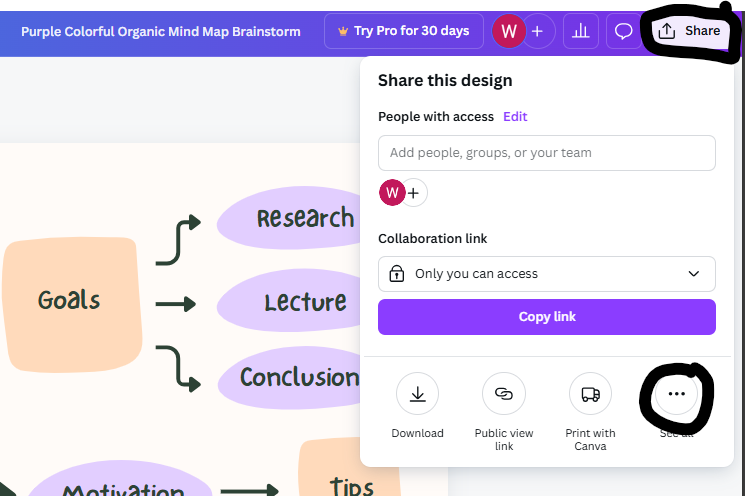 Purple Colorful Organic Mind Map Brainstorm
Try Pro for 30 days
W
Share
Share this design
People with access Edit
Add people, groups, or your team
W
Collaboration link
Only you can access
Copy link
Download
Public view
link
Print with
Canva
See all
Goals
Research
Lecture
Conclusion
Motivation
Tips